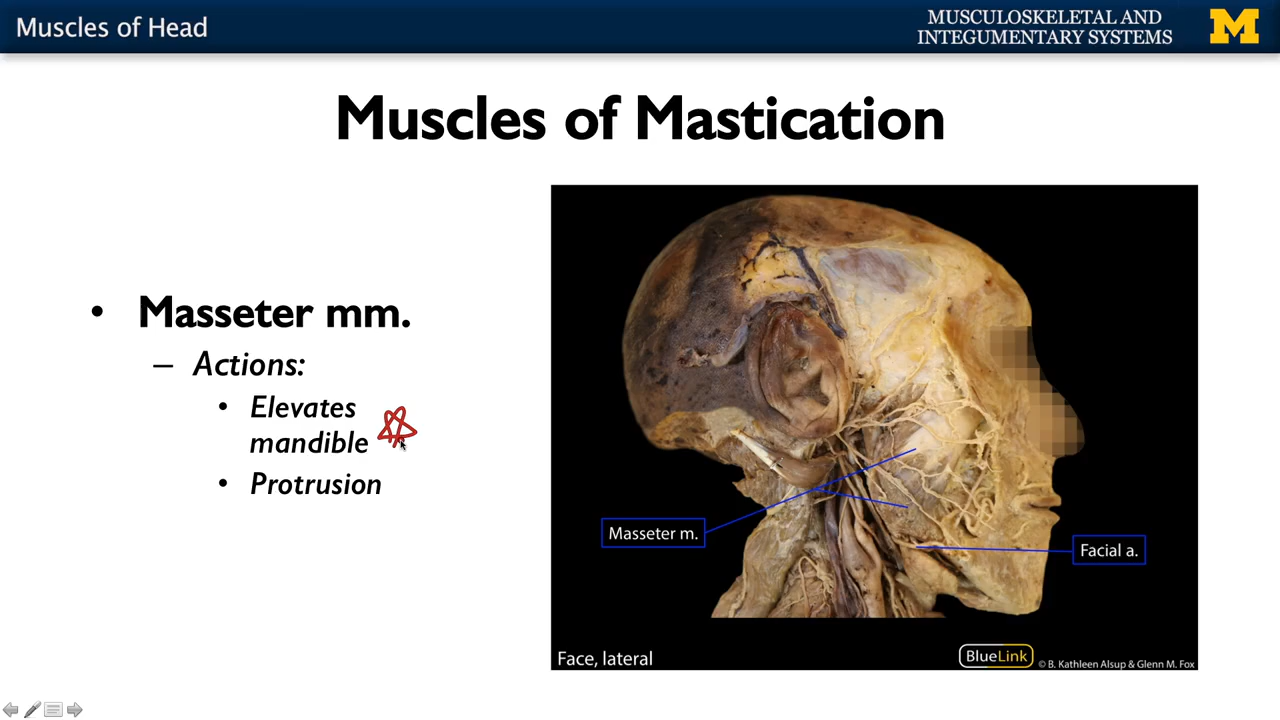 Muscles of Head
MUSCULOSKELETAL AND
INTEGUMENTARY SYSTEMS
M
Muscles of Mastication
• Masseter mm.
– Actions:
• Elevates
mandible
• Protrusion
Masseter m.
Facial a.
Face, lateral
BlueLink
© B. Kathleen Alsup & Glenn M. Fox